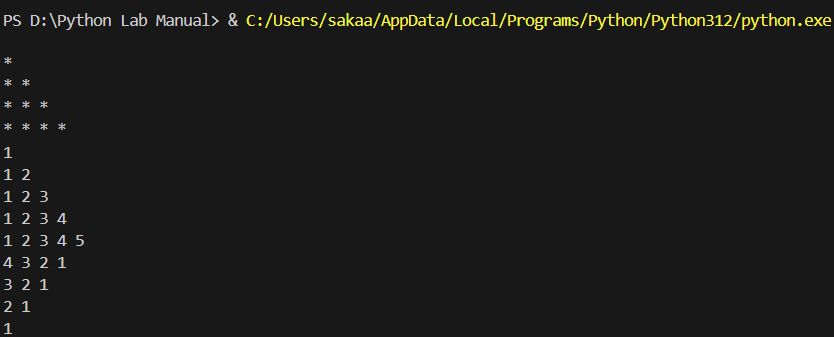 PS D:\Python Lab Manual> & C:/Users/sakaa/AppData/Local/Programs/Python/Python312/python.exe
*
* *
* * *
* * * *
1
1 2
1 2 3
1 2 3 4
1 2 3 4 5
4 3 2 1
3 2 1
2 1
1